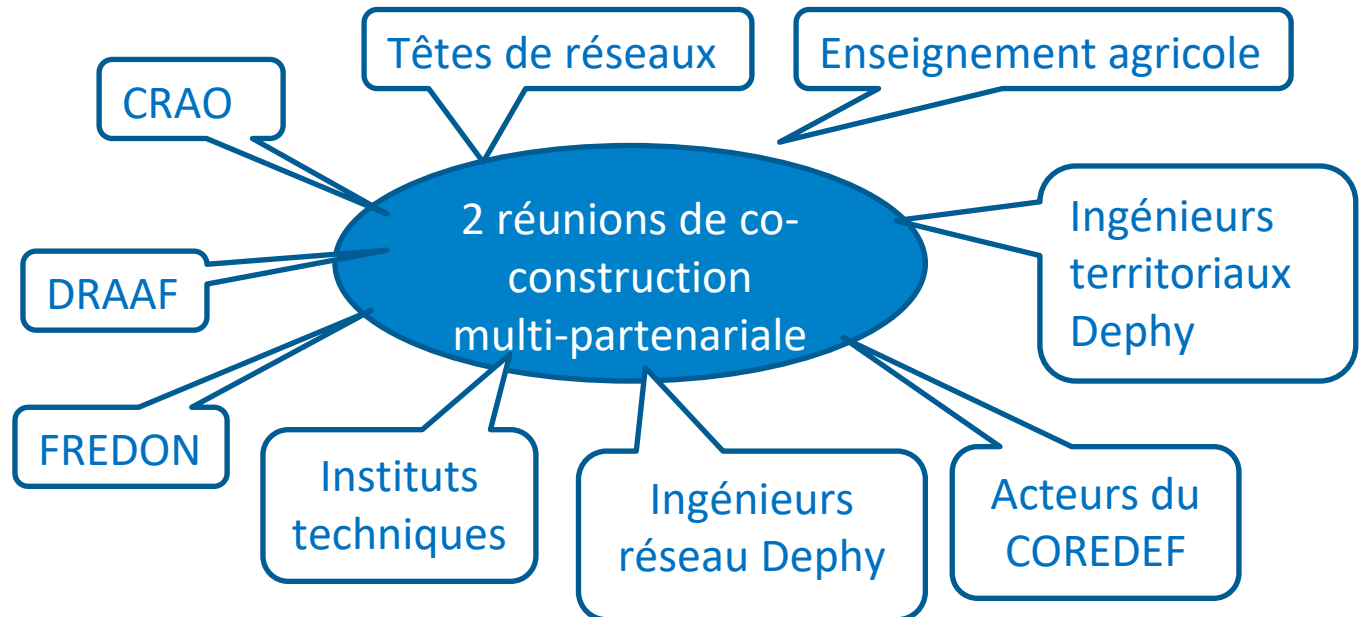 Têtes de réseaux
Enseignement agricole
CRAO
2 réunions de co-
construction
multi-partenariale
Ingénieurs
territoriaux
Dephy
DRAAF
FREDON
Instituts
techniques
Ingénieurs
réseau Dephy
Acteurs du
COREDEF